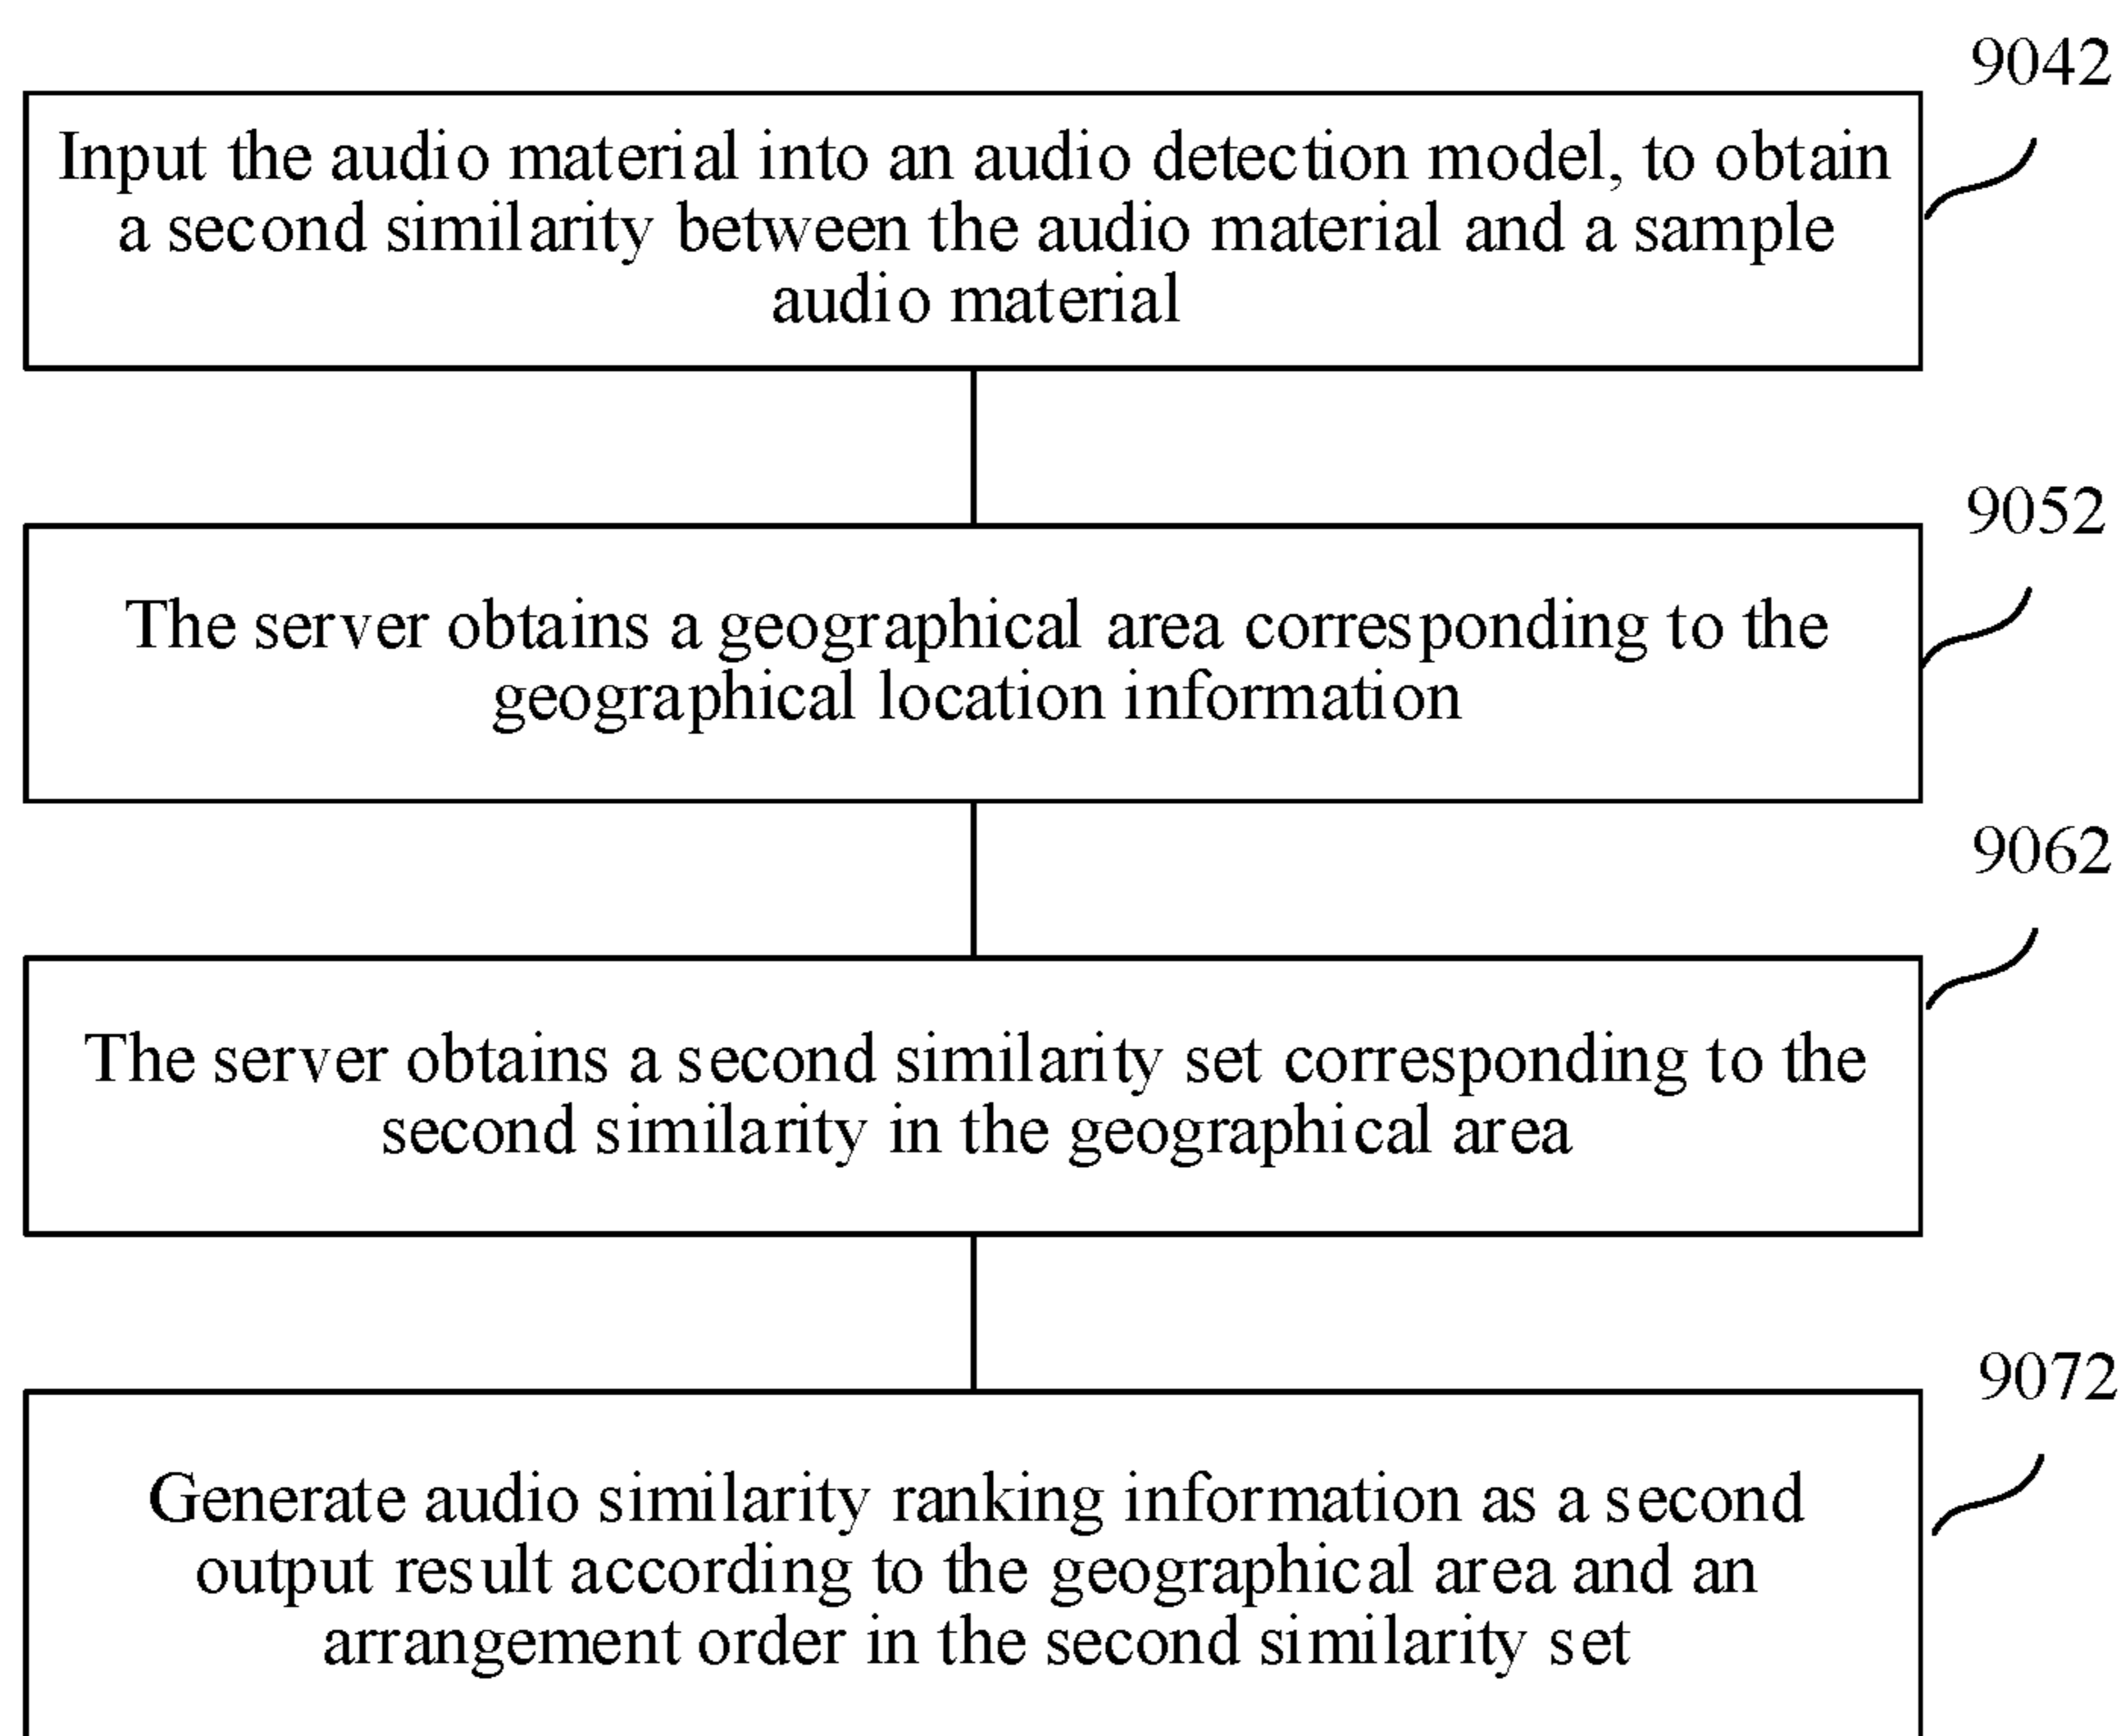 9042
Input the audio material into an audio detection model, to obtain
a second similarity between the audio material and a sample
audio material
9052
The server obtains a geographical area corresponding to the
geographical location information
9062
The server obtains a second similarity set corresponding to the
second similarity in the geographical area
9072
Generate audio similarity ranking information as a second
output result according to the geographical area and an
arrangement order in the second similarity set